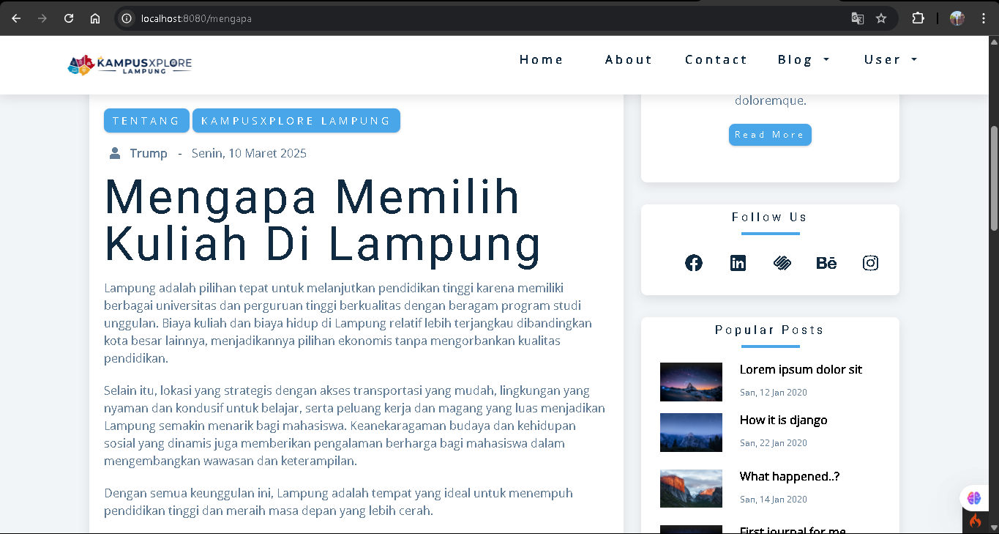 localhost:8080/mengapa
KAMPUSXPLORE
LAMPUNG
Home
About
Contact
Blog
User
TENTANG
KAMPUSXPLORE LAMPUNG
Trump - Senin, 10 Maret 2025
Mengapa Memilih
Kuliah Di Lampung
Lampung adalah pilihan tepat untuk melanjutkan pendidikan tinggi karena memiliki
berbagai universitas dan perguruan tinggi berkualitas dengan beragam program studi
unggulan. Biaya kuliah dan biaya hidup di Lampung relatif lebih terjangkau dibandingkan
kota besar lainnya, menjadikannya pilihan ekonomis tanpa mengorbankan kualitas
pendidikan.
Selain itu, lokasi yang strategis dengan akses transportasi yang mudah, lingkungan yang
nyaman dan kondusif untuk belajar, serta peluang kerja dan magang yang luas menjadikan
Lampung semakin menarik bagi mahasiswa. Keanekaragaman budaya dan kehidupan
sosial yang dinamis juga memberikan pengalaman berharga bagi mahasiswa dalam
mengembangkan wawasan dan keterampilan.
Dengan semua keunggulan ini, Lampung adalah tempat yang ideal untuk menempuh
pendidikan tinggi dan meraih masa depan yang lebih cerah.
doloremque.
Read More
Follow Us
Bē
Popular Posts
Lorem ipsum dolor sit
San, 12 Jan 2020
How it is django
San, 22 Jan 2020
What happened..?
San, 14 Jan 2020
First journal for me